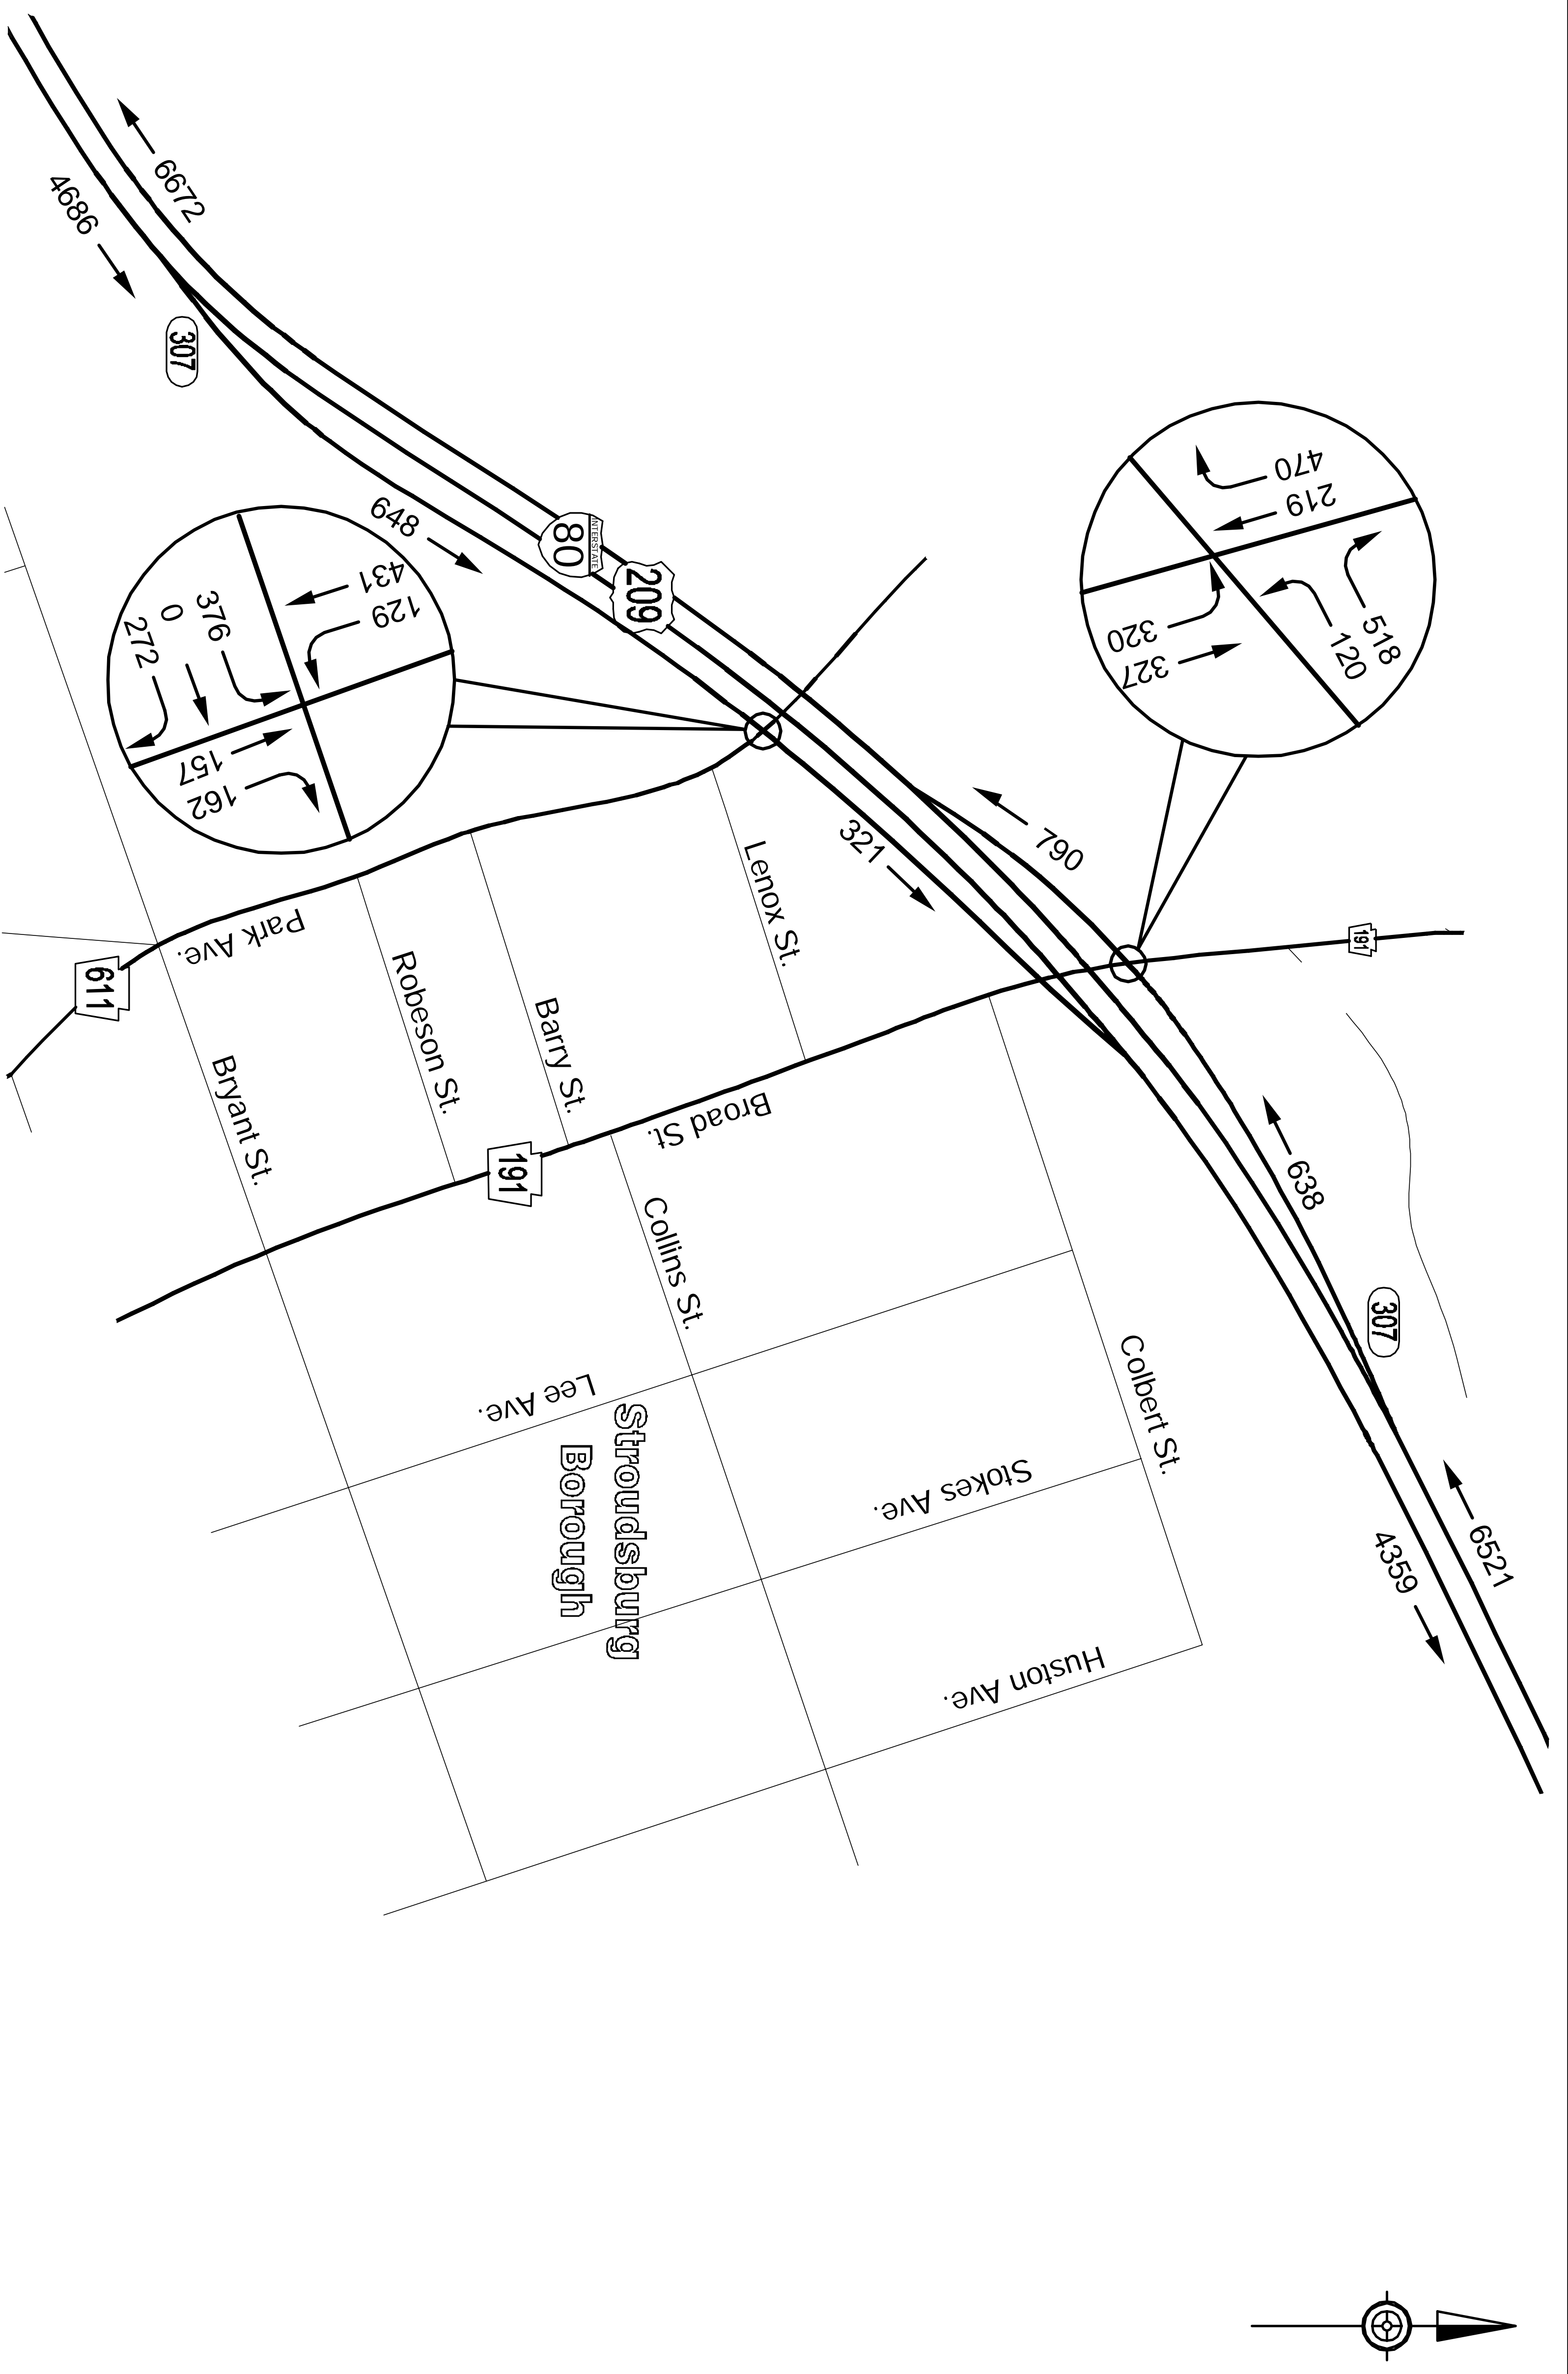 6672
4686
307
649
INTERSTATE
80
209
431
129
376
0
272
157
162
470
219
518
120
320
327
321
790
191
Park Ave.
611
Lenox St.
Robeson St.
Barry St.
Bryant St.
Broad St.
191
Collins St.
638
307
Colbert St.
Lee Ave.
Stroudsburg
Borough
Stokes Ave.
Huston Ave.
6521
4359